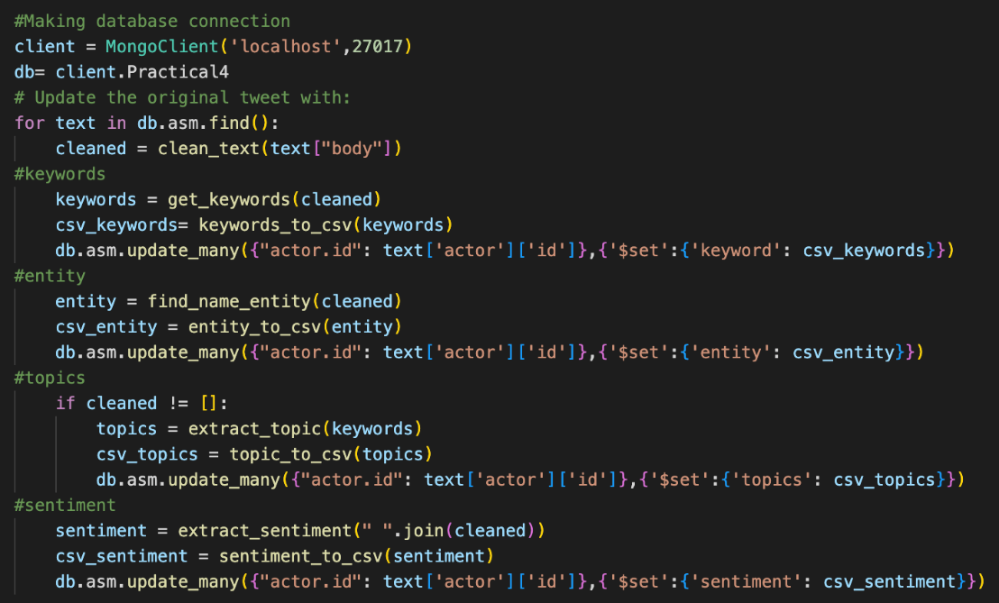 #Making database connection
client = MongoClient('localhost',27017)
db= client.Practical4
# Update the original tweet with:
for text in db.asm.find():
    cleaned = clean_text(text["body"])
#keywords
    keywords = get_keywords(cleaned)
    csv_keywords= keywords_to_csv(keywords)
    db.asm.update_many({"actor.id": text['actor']['id']},{'$set':{'keyword': csv_keywords}})
#entity
    entity = find_name_entity(cleaned)
    csv_entity = entity_to_csv(entity)
    db.asm.update_many({"actor.id": text['actor']['id']},{'$set':{'entity': csv_entity}})
#topics
    if cleaned != []:
        topics = extract_topic(keywords)
        csv_topics = topic_to_csv(topics)
        db.asm.update_many({"actor.id": text['actor']['id']},{'$set':{'topics': csv_topics}})
#sentiment
    sentiment = extract_sentiment(" ".join(cleaned))
    csv_sentiment = sentiment_to_csv(sentiment)
    db.asm.update_many({"actor.id": text['actor']['id']},{'$set':{'sentiment': csv_sentiment}})